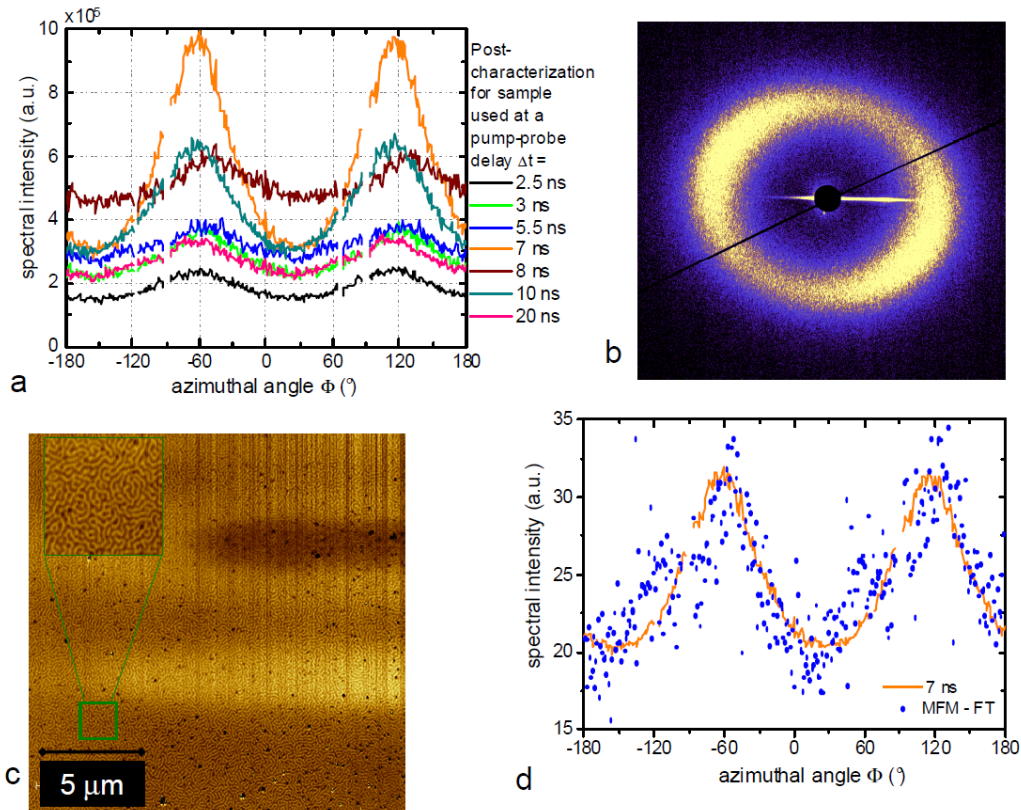 ×10⁶
10
8
6
4
2
0
-180 -120 -60 0 60 120 180
spectral intensity (a.u.)
azimuthal angle Φ (°)
Post-
characterization
for sample
used at a
pump-probe
delay Δt =
2.5 ns
3 ns
5.5 ns
7 ns
8 ns
10 ns
20 ns
a
b
5 μm
c
35
30
25
20
15
-180 -120 -60 0 60 120 180
spectral intensity (a.u.)
azimuthal angle Φ (°)
7 ns
MFM - FT
d